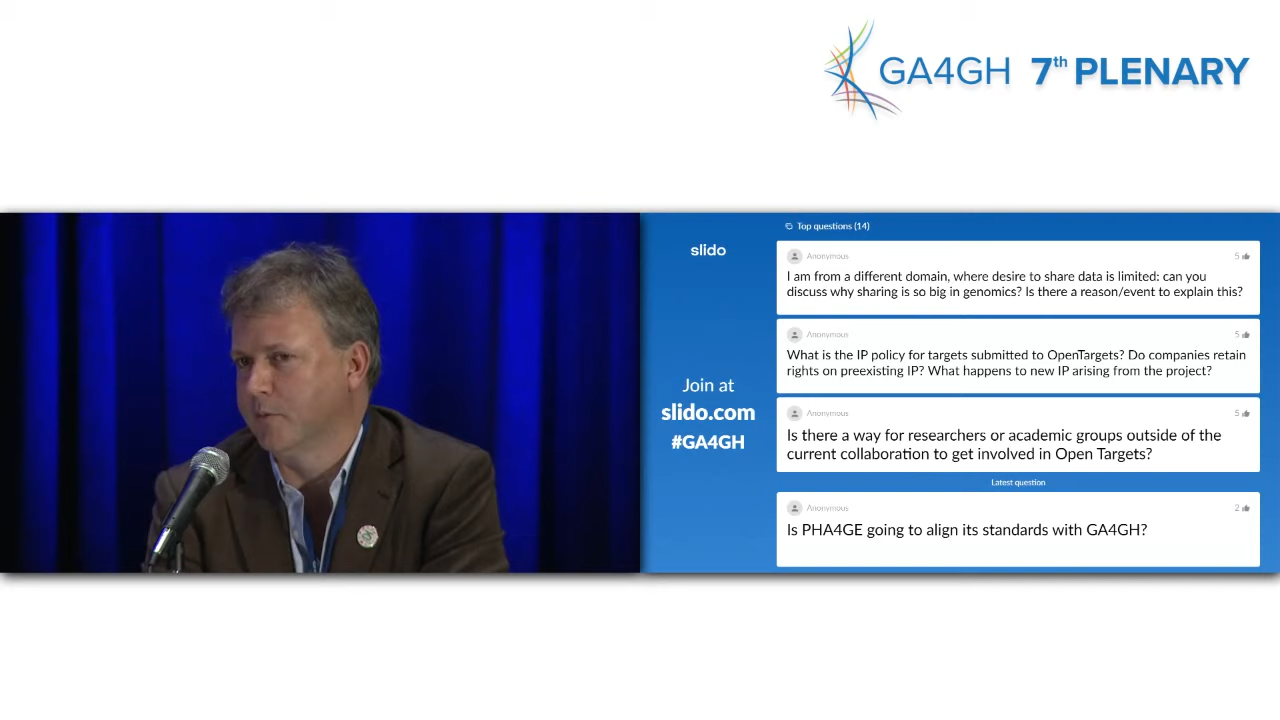 GA4GH 7th PLENARY
slido
Join at
slido.com
#GA4GH
Top questions (14)
Anonymous
5
I am from a different domain, where desire to share data is limited: can you
discuss why sharing is so big in genomics? Is there a reason/event to explain this?
Anonymous
5
What is the IP policy for targets submitted to OpenTargets? Do companies retain
rights on preexisting IP? What happens to new IP arising from the project?
Anonymous
5
Is there a way for researchers or academic groups outside of the
current collaboration to get involved in Open Targets?
Latest question
Anonymous
2
Is PHA4GE going to align its standards with GA4GH?